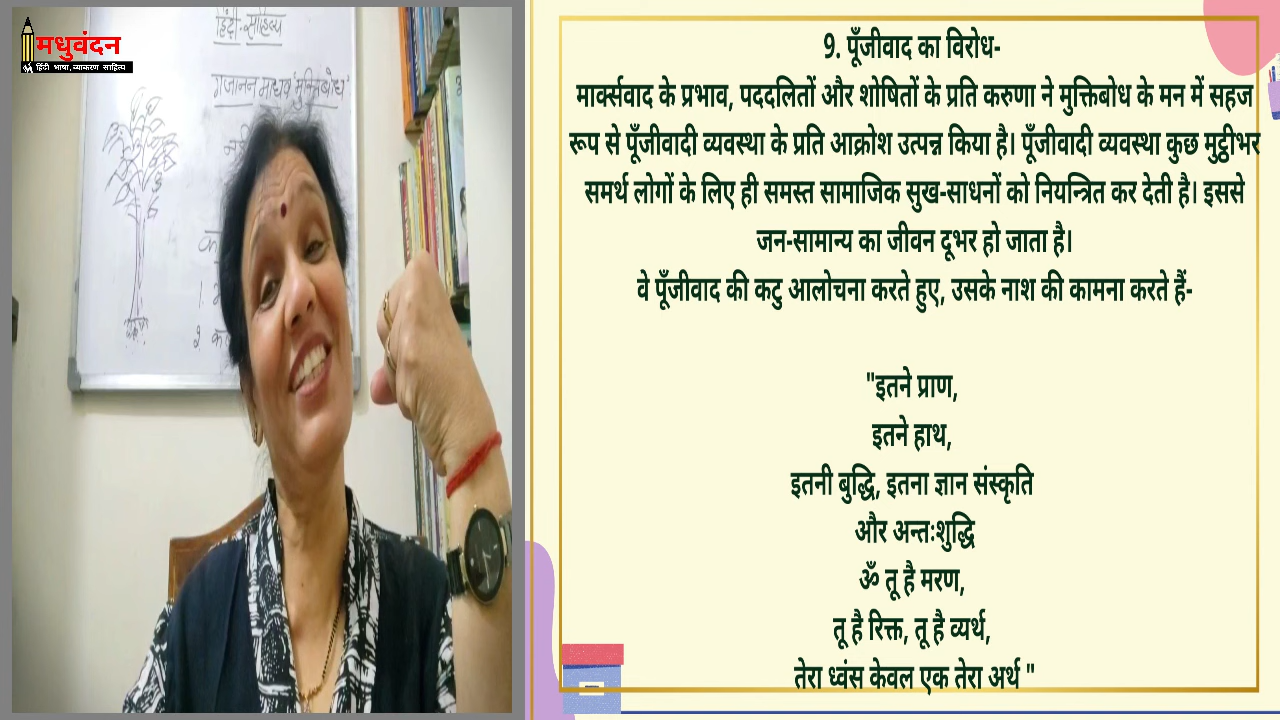 मधुवंदन
हिंदी भाषा, व्याकरण साहित्य
हिंदी-साहित्य
गजानन माधव 'मुक्तिबोध'
9. पूँजीवाद का विरोध-
मार्क्सवाद के प्रभाव, पददलितों और शोषितों के प्रति करुणा ने मुक्तिबोध के मन में सहज
रूप से पूँजीवादी व्यवस्था के प्रति आक्रोश उत्पन्न किया है। पूँजीवादी व्यवस्था कुछ मुट्ठीभर
समर्थ लोगों के लिए ही समस्त सामाजिक सुख-साधनों को नियन्त्रित कर देती है। इससे
जन-सामान्य का जीवन दूभर हो जाता है।
वे पूँजीवाद की कटु आलोचना करते हुए, उसके नाश की कामना करते हैं-
"इतने प्राण,
इतने हाथ,
इतनी बुद्धि, इतना ज्ञान संस्कृति
और अन्तःशुद्धि
ॐ तू है मरण,
तू है रिक्त, तू है व्यर्थ,
तेरा ध्वंस केवल एक तेरा अर्थ "